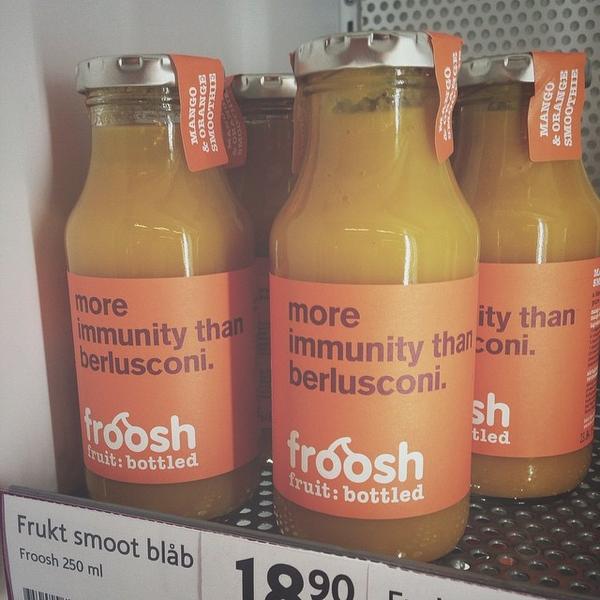 MANGO
& ORANGE
SMOOTHIE
MANGO
& ORANGE
SMOOTHIE
more
immunity than
berlusconi.
froosh
fruit: bottled
more
immunity than
berlusconi.
froosh
fruit: bottled
ity than
coni.
sh
tled
Frukt smoot blåb
Froosh 250 ml
18 90